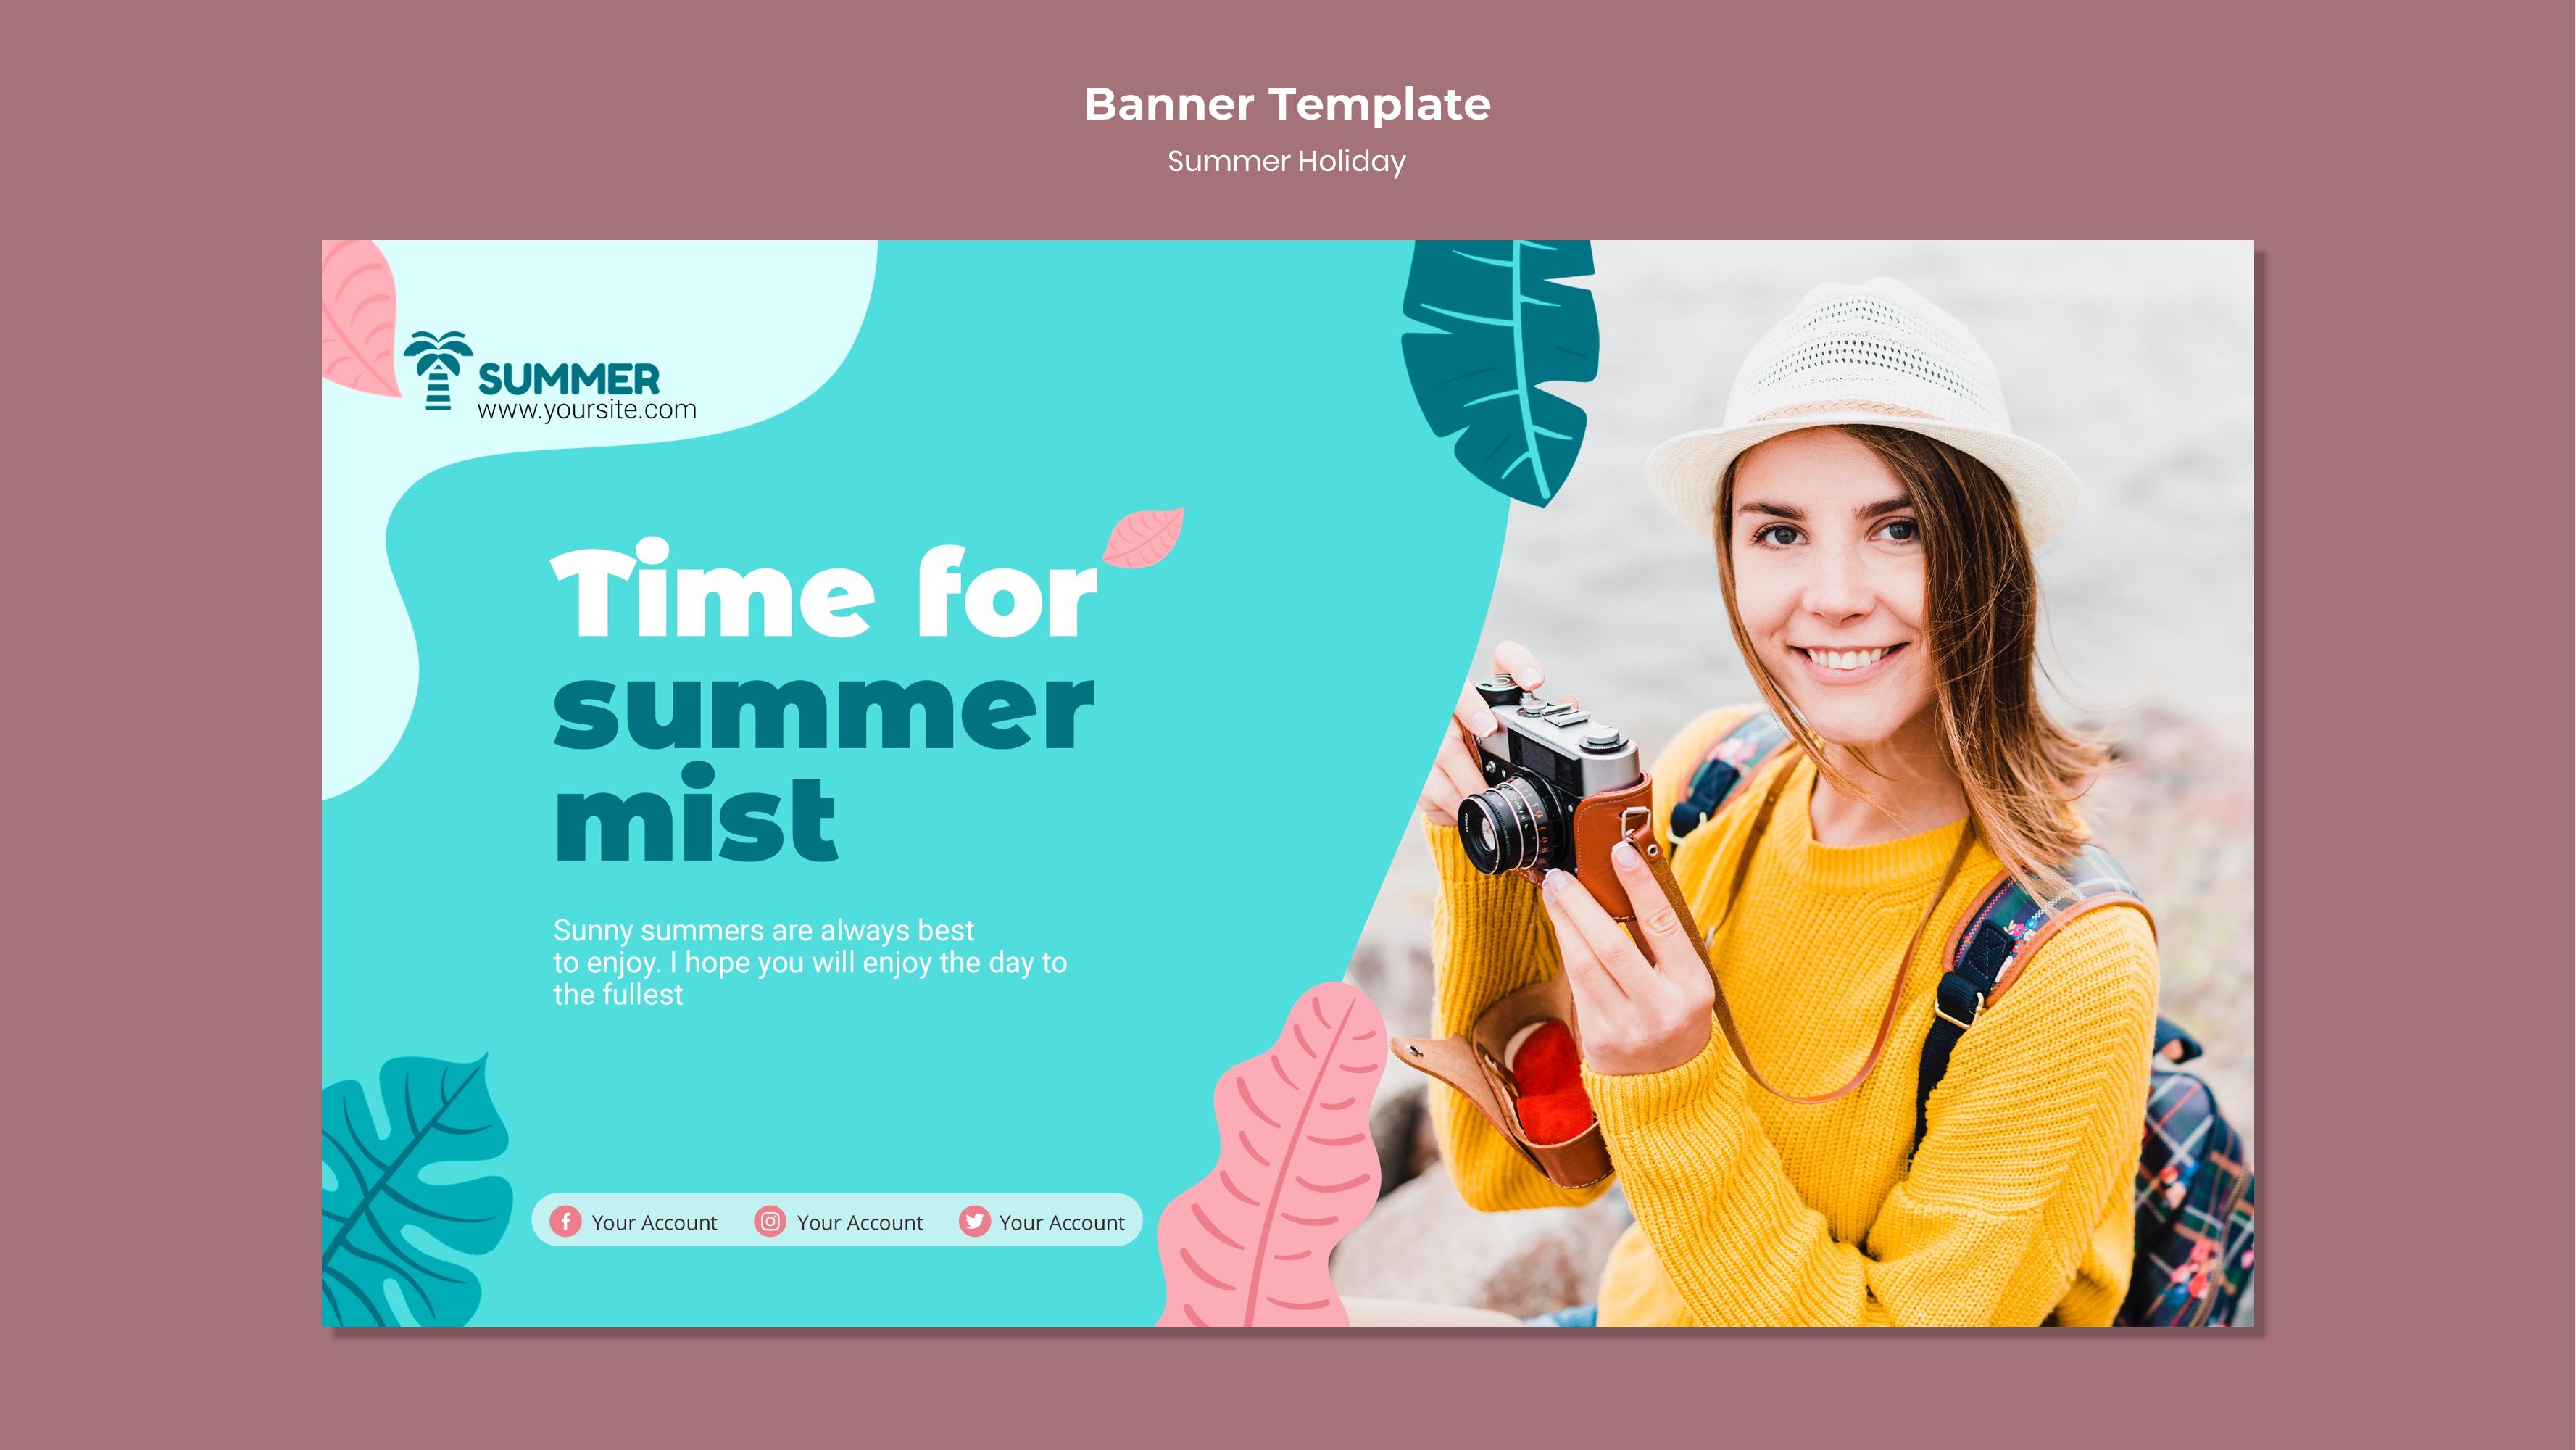 Banner Template
Summer Holiday
SUMMER
www.yoursite.com
Time for
summer
mist
Sunny summers are always best
to enjoy. I hope you will enjoy the day to
the fullest
Your Account Your Account Your Account